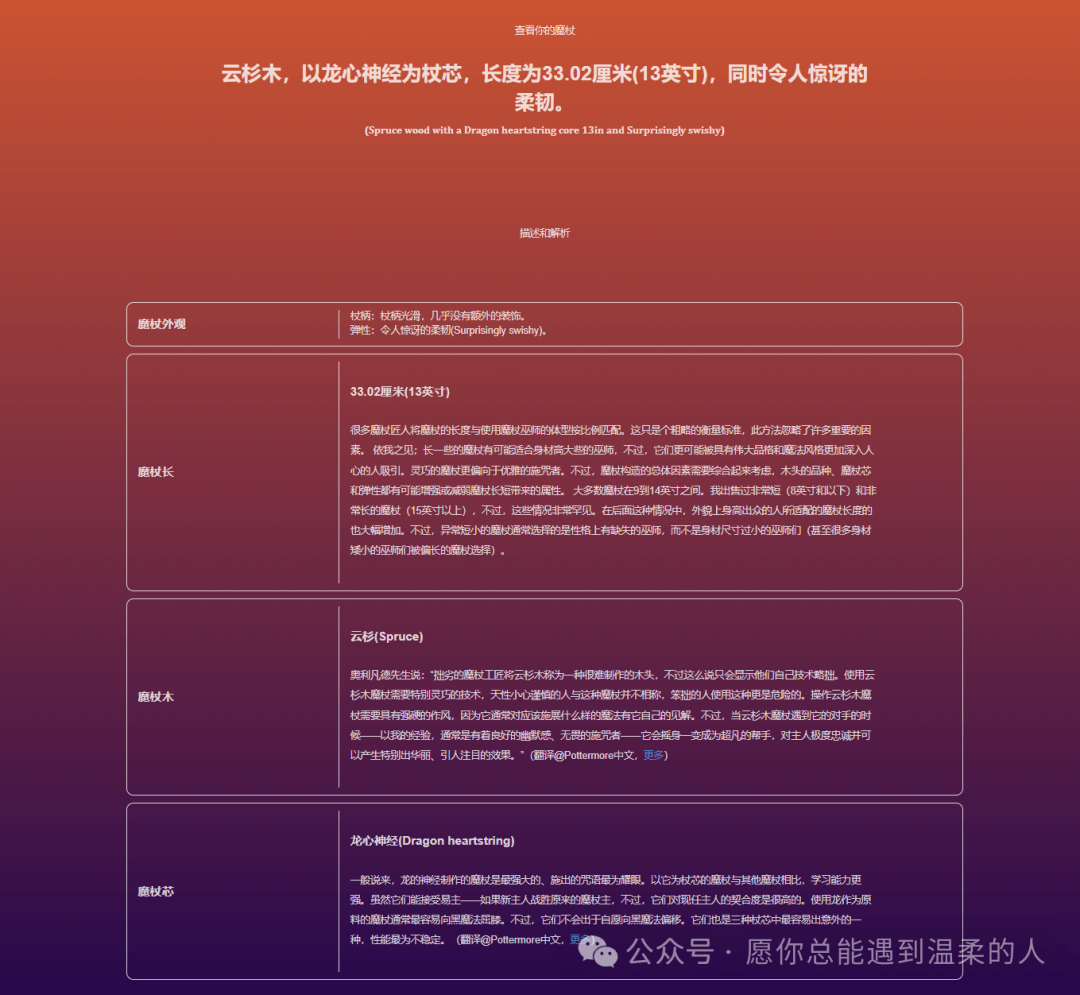 查看你的魔杖
云杉木，以龙心神经为杖芯，长度为33.02厘米(13英寸)，同时令人惊讶的
柔韧。
(Spruce wood with a Dragon heartstring core 13in and Surprisingly swishy)
描述和解析
魔杖外观
杖柄：杖柄光滑，几乎没有额外的装饰。
弹性：令人惊讶的柔韧(Surprisingly swishy)。
魔杖长
33.02厘米(13英寸)
很多魔杖匠人将魔杖的长度与使用魔杖巫师的体型按比例匹配。这只是个粗略的衡量标准，此方法忽略了许多重要的因
素。 依我之见；长一些的魔杖有可能适合身材高大些的巫师，不过，它们更可能被具有伟大品格和魔法风格更加深入人
心的人吸引。灵巧的魔杖更偏向于优雅的施咒者。不过，魔杖构造的总体因素需要综合起来考虑，木头的品种、魔杖芯
和弹性都有可能增强或减弱魔杖长短带来的属性。 大多数魔杖在9到14英寸之间。我出售过非常短（8英寸和以下）和非
常长的魔杖（15英寸以上），不过，这些情况非常罕见。在后面这种情况中，外貌上身高出众的人所适配的魔杖长度的
也大幅增加。不过，异常短小的魔杖通常选择的是性格上有缺失的巫师，而不是身材尺寸过小的巫师们（甚至很多身材
矮小的巫师们被偏长的魔杖选择）。
魔杖木
云杉(Spruce)
奥利凡德先生说：“拙劣的魔杖工匠将云杉木称为一种很难制作的木头，不过这么说只会显示他们自己技术略拙。使用云
杉木魔杖需要特别灵巧的技术，天性小心谨慎的人与这种魔杖并不相称，笨拙的人使用这种更是危险的。操作云杉木魔
杖需要具有强硬的作风，因为它通常对应该施展什么样的魔法有它自己的见解。不过，当云杉木魔杖遇到它的对手的时
候——以我的经验，通常是有着良好的幽默感、无畏的施咒者——它会摇身一变成为超凡的帮手，对主人极度忠诚并可
以产生特别出华丽、引人注目的效果。”（翻译@Pottermore中文，更多）
魔杖芯
龙心神经(Dragon heartstring)
一般说来，龙的神经制作的魔杖是最强大的、施出的咒语最为耀眼。以它为杖芯的魔杖与其他魔杖相比，学习能力更
强。虽然它们能接受易主——如果新主人战胜原来的魔杖主，不过，它们对现任主人的契合度是很高的。使用龙作为原
料的魔杖通常最容易向黑魔法屈膝。不过，它们不会出于自愿向黑魔法偏移。它们也是三种杖芯中最容易出意外的一
种，性能最为不稳定。（翻译@Pottermore中文，更多）
公众号 · 愿你总能遇到温柔的人